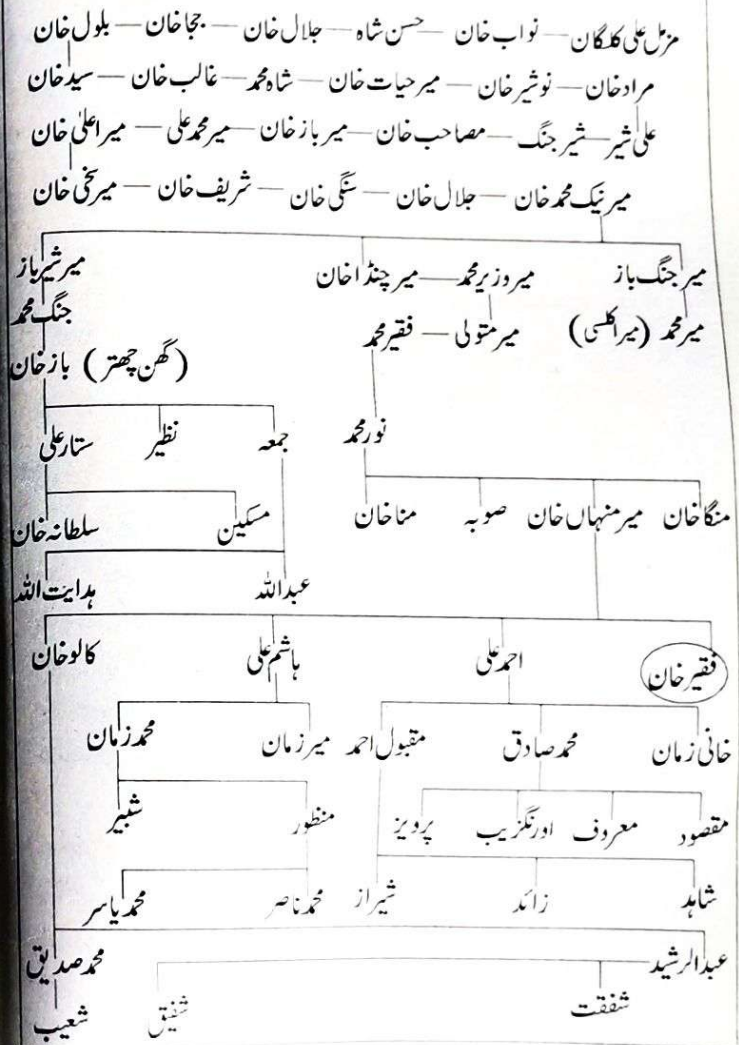 مزمل علی کلگان — نواب خان — حسن شاہ — جلال خان — ججا خان — بلول خان
مراد خان — نوشیر خان — میر حیات خان — شاہ محمد — غالب خان — سید خان
علی شیر — شیر جنگ — مصاحب خان — میر باز خان — میر محمد علی — میر اعلیٰ خان
میر نیک محمد خان — جلال خان — سنگی خان — شریف خان — میر سخی خان
میر جنگ باز میر وزیر محمد — میر چنڈا خان میر شیر باز
میر محمد (میر اکلسی) میر متولی — فقیر محمد جنگ محمد
(گھن چھتر) باز خان
نور محمد جمعہ نظیر ستار علی
منگا خان میر منہاں خان صوبہ منا خان مسکین سلطانہ خان
عبداللہ ہدایت اللہ
فقیر خان احمد علی ہاشم علی کالو خان
خانی زمان محمد صادق مقبول احمد میر زمان محمد زمان
مقصود معروف اورنگزیب پرویز منظور شبیر
شاہد زائد شیراز محمد ناصر محمد یاسر
عبدالرشید محمد صدیق
شفقت شفیق شعیب